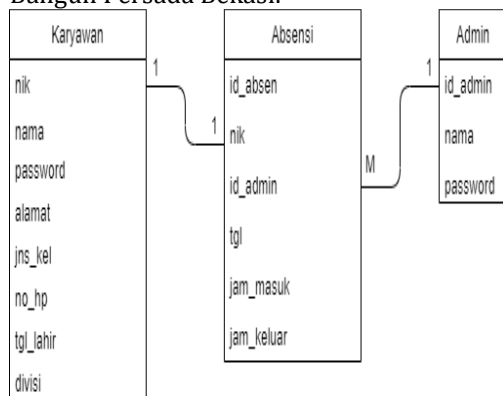 Bangun Persada Bekasi.
Karyawan
nik
nama
password
alamat
jns_kel
no_hp
tgl_lahir
divisi
1
1
Absensi
id_absen
nik
id_admin
tgl
jam_masuk
jam_keluar
M
1
Admin
id_admin
nama
password